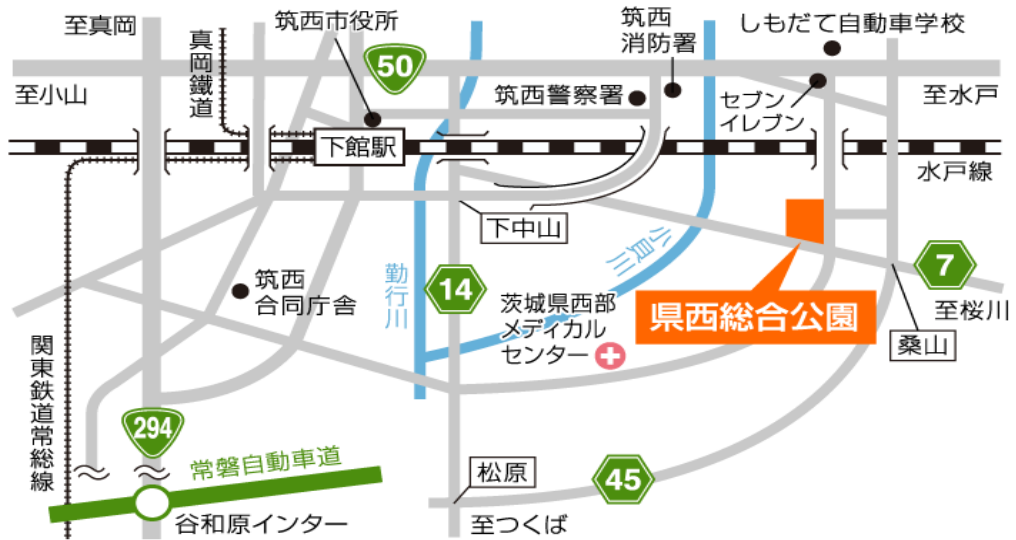 至真岡
筑西市役所
筑西
消防署
しもだて自動車学校
真岡鐵道
50
至小山
筑西警察署
セブン
イレブン
至水戸
下館駅
水戸線
下中山
小貝川
勤行川
14
7
筑西
合同庁舎
茨城県西部
メディカル
センター
県西総合公園
至桜川
桑山
関東鉄道常総線
294
常磐自動車道
松原
45
谷和原インター
至つくば